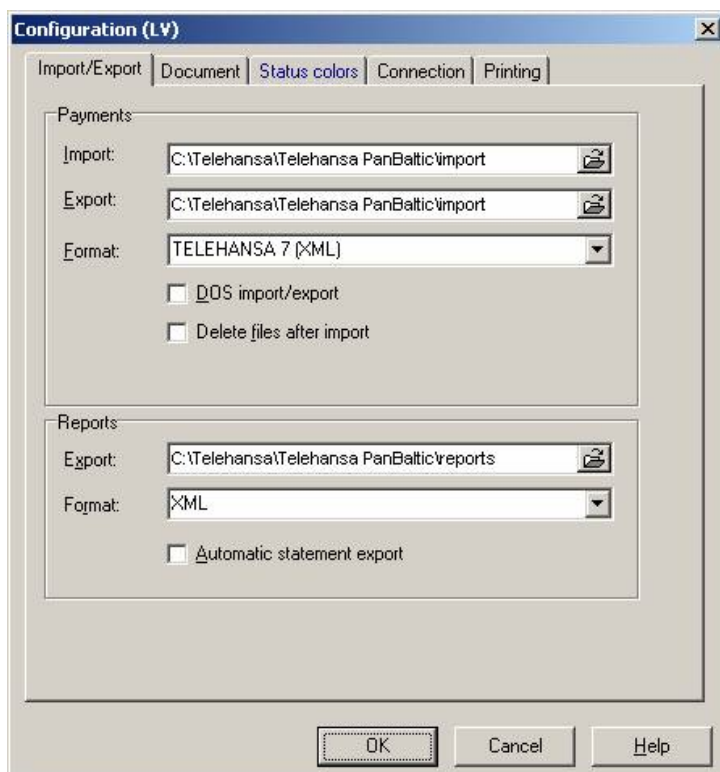 Configuration (LV)
Import/Export Document Status colors Connection Printing
Payments
Import: C:\Telehansa\Telehansa PanBaltic\import
Export: C:\Telehansa\Telehansa PanBaltic\import
Format: TELEHANSA 7 (XML)
DOS import/export
Delete files after import
Reports
Export: C:\Telehansa\Telehansa PanBaltic\reports
Format: XML
Automatic statement export
OK Cancel Help